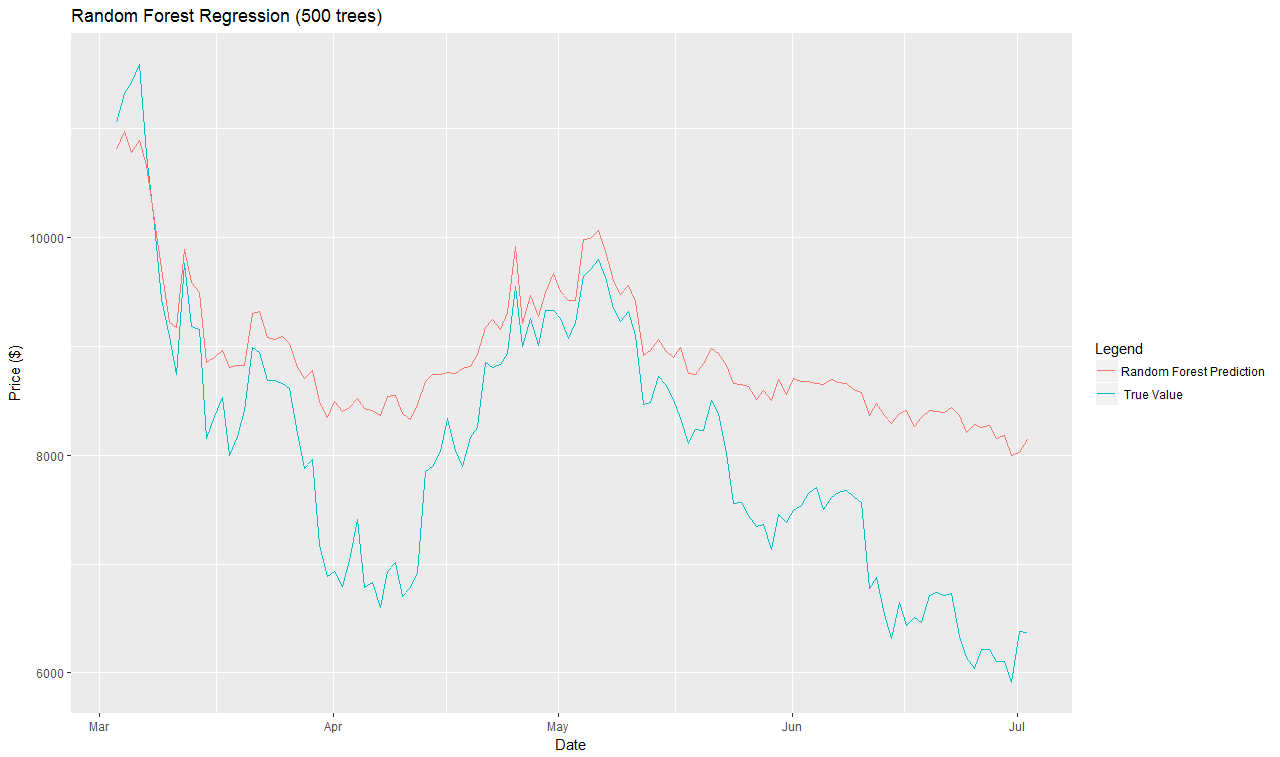 Random Forest Regression (500 trees)
Price ($)
10000
8000
6000
Mar
Apr
May
Jun
Jul
Date
Legend
Random Forest Prediction
True Value